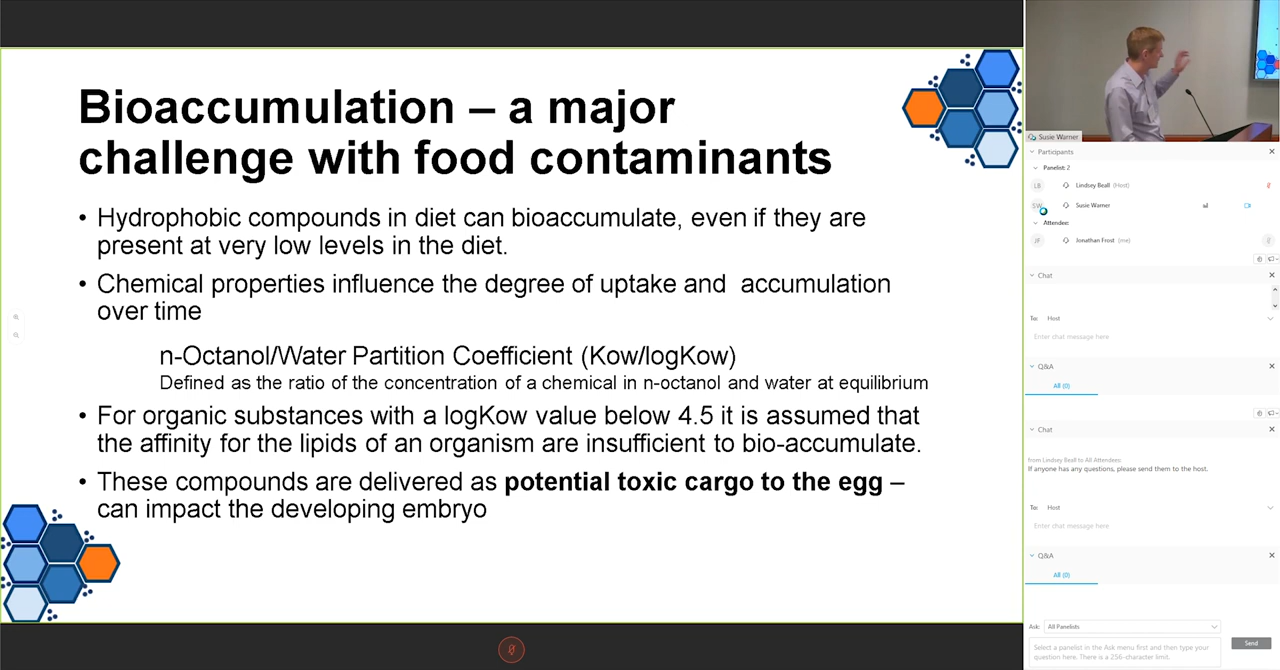 Bioaccumulation – a major
challenge with food contaminants
• Hydrophobic compounds in diet can bioaccumulate, even if they are
present at very low levels in the diet.
• Chemical properties influence the degree of uptake and accumulation
over time
n-Octanol/Water Partition Coefficient (Kow/logKow)
Defined as the ratio of the concentration of a chemical in n-octanol and water at equilibrium
• For organic substances with a logKow value below 4.5 it is assumed that
the affinity for the lipids of an organism are insufficient to bio-accumulate.
• These compounds are delivered as potential toxic cargo to the egg –
can impact the developing embryo
Susie Warner
Participants
Panelist: 2
LB Lindsey Beall (Host)
SW Susie Warner
Attendee:
JF Jonathan Frost (me)
Chat
To: Host
Enter chat message here
Q&A
All (0)
Chat
from Lindsey Beall to All Attendees:
If anyone has any questions, please send them to the host.
To: Host
Enter chat message here
Q&A
All (0)
Ask: All Panelists
Select a panelist in the Ask menu first and then type your
question here. There is a 256-character limit.
Send